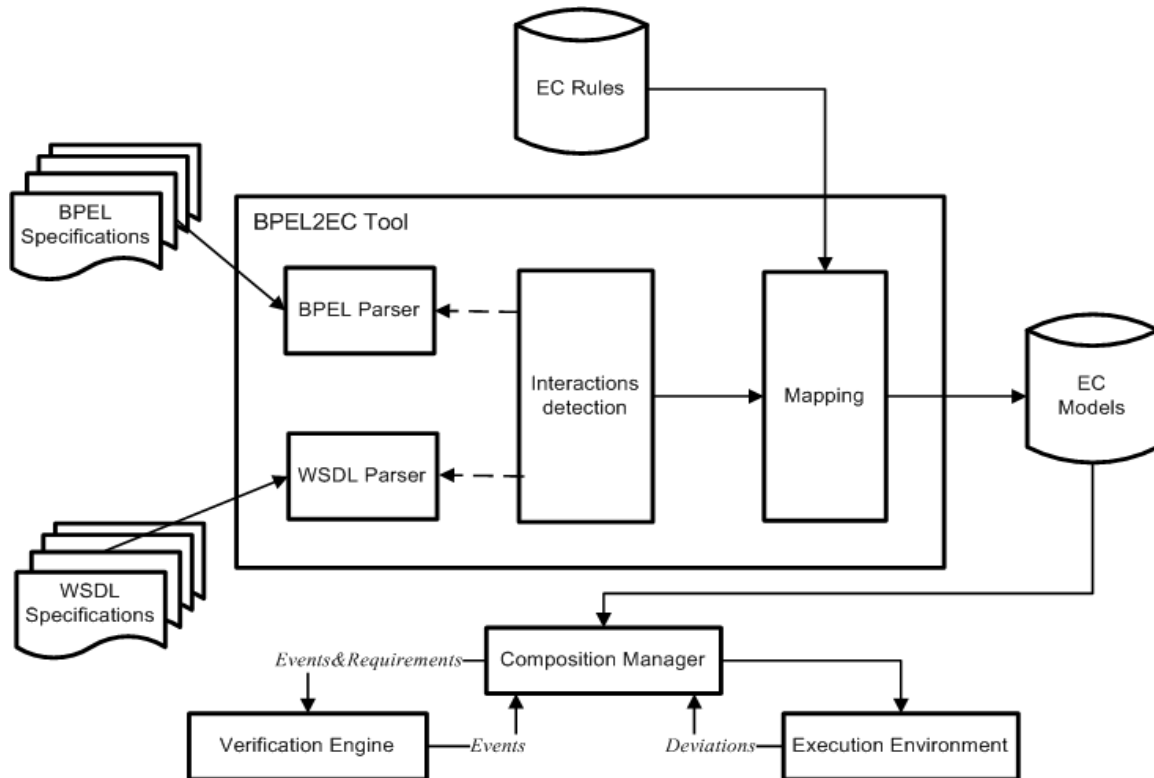 EC Rules
BPEL
Specifications
BPEL2EC Tool
BPEL Parser
Interactions
detection
Mapping
EC
Models
WSDL Parser
WSDL
Specifications
Events&Requirements
Composition Manager
Verification Engine
Events
Deviations
Execution Environment